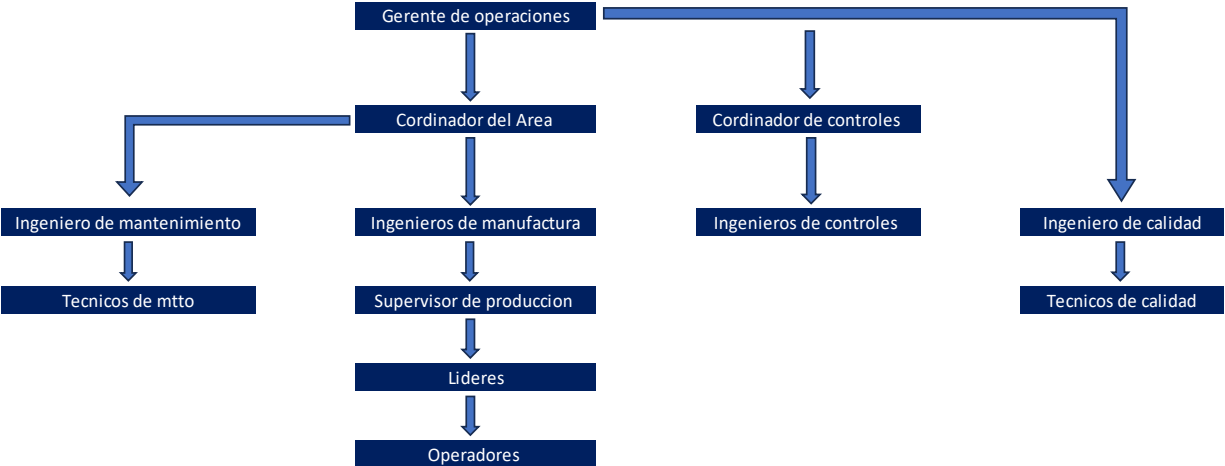 Gerente de operaciones
Cordinador del Area
Cordinador de controles
Ingeniero de mantenimiento
Ingenieros de manufactura
Ingenieros de controles
Ingeniero de calidad
Tecnicos de mtto
Supervisor de produccion
Tecnicos de calidad
Lideres
Operadores